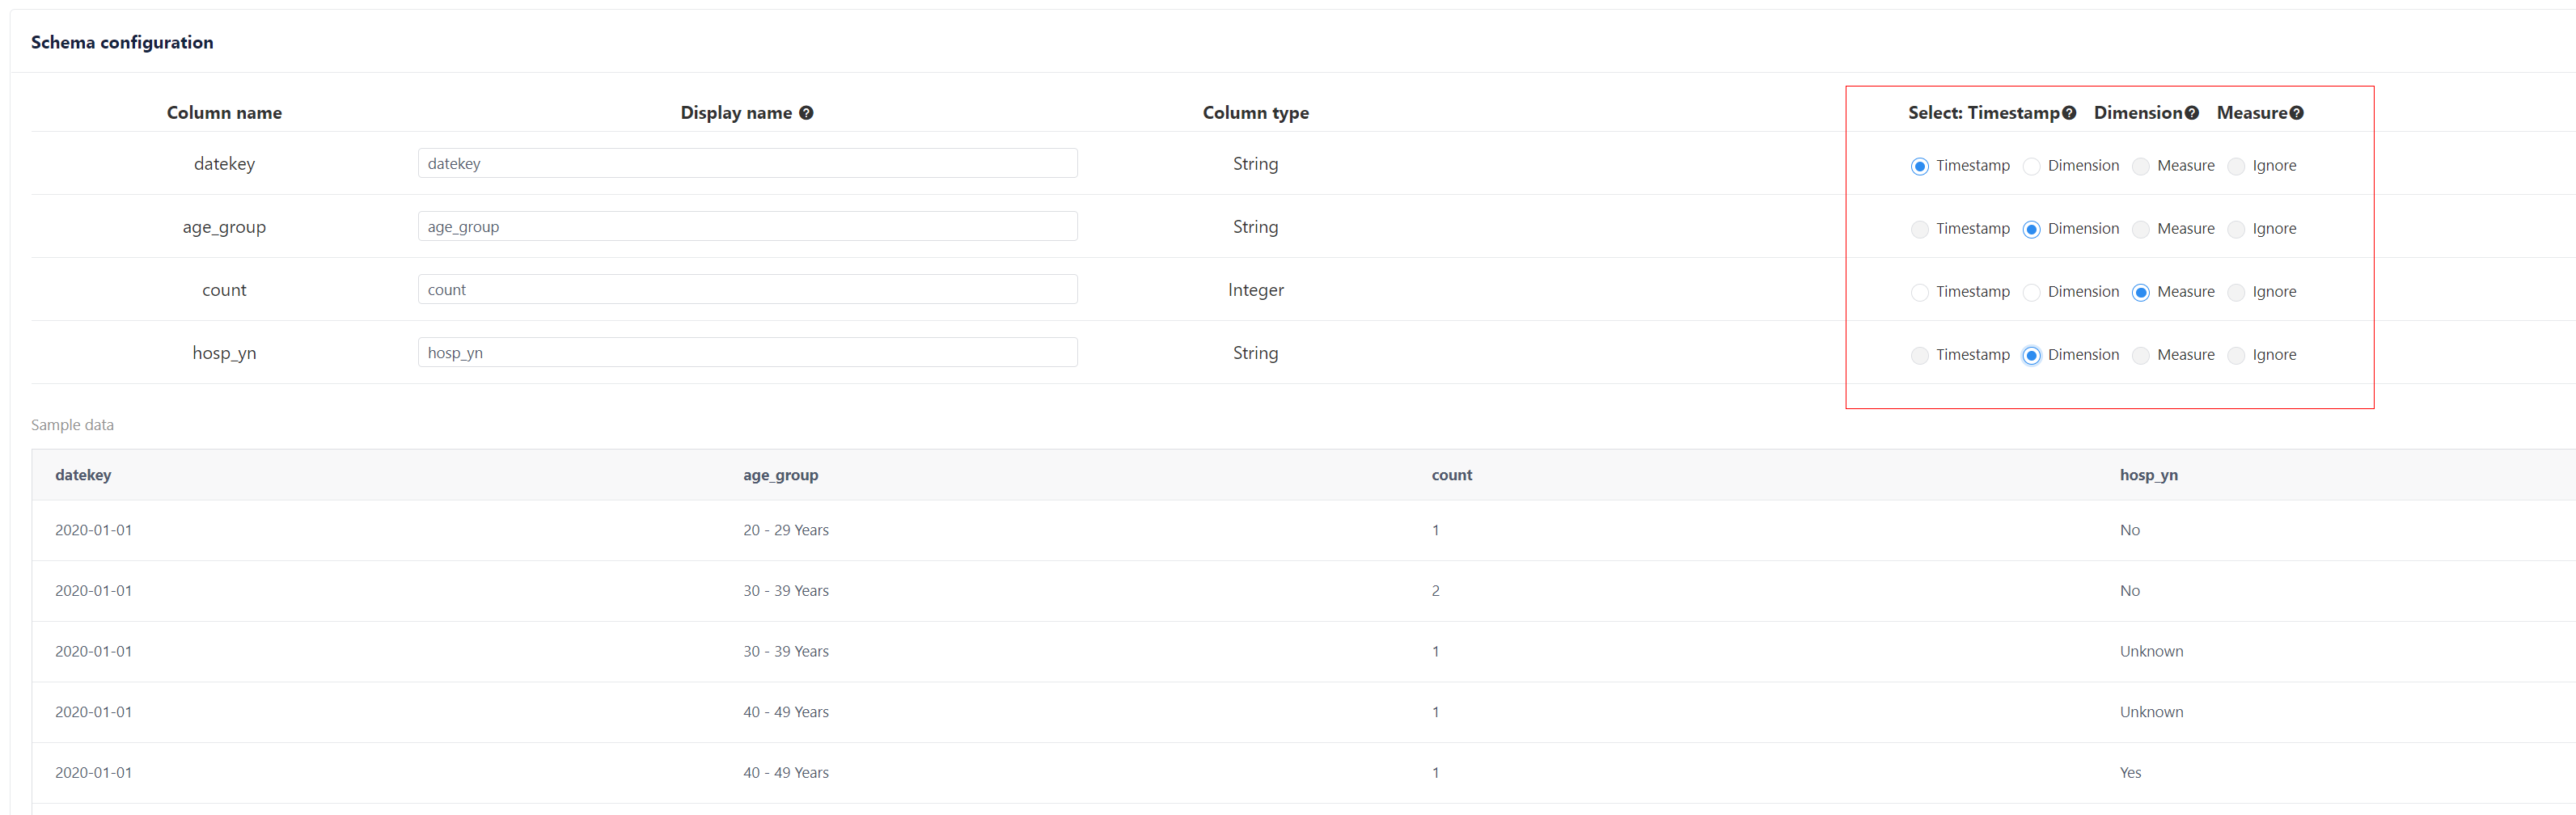 Schema configuration
Column name Display name ? Column type Select: Timestamp? Dimension? Measure?
datekey datekey String Timestamp Dimension Measure Ignore
age_group age_group String Timestamp Dimension Measure Ignore
count count Integer Timestamp Dimension Measure Ignore
hosp_yn hosp_yn String Timestamp Dimension Measure Ignore
Sample data
datekey age_group count hosp_yn
2020-01-01 20 - 29 Years 1 No
2020-01-01 30 - 39 Years 2 No
2020-01-01 30 - 39 Years 1 Unknown
2020-01-01 40 - 49 Years 1 Unknown
2020-01-01 40 - 49 Years 1 Yes